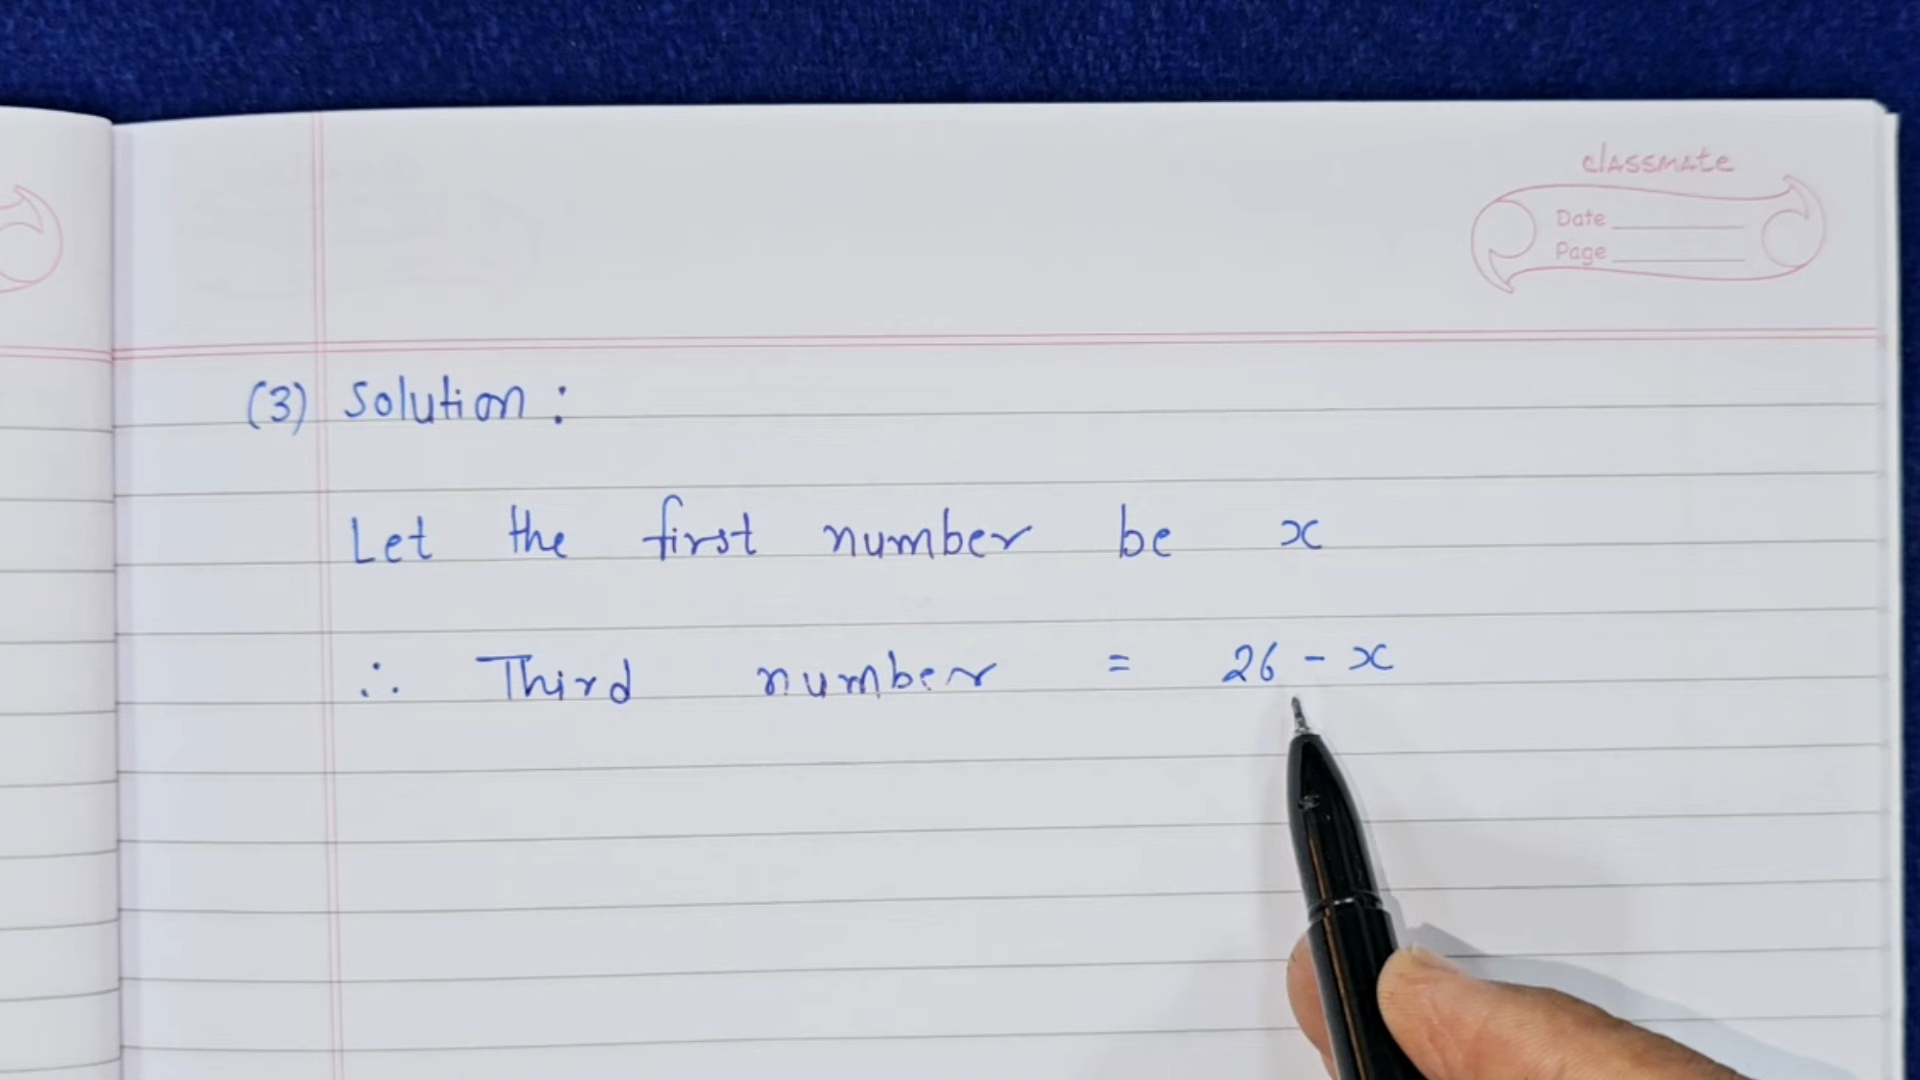 classmate
Date
Page
(3) Solution :
Let the first number be x
∴ Third number = 26 - x